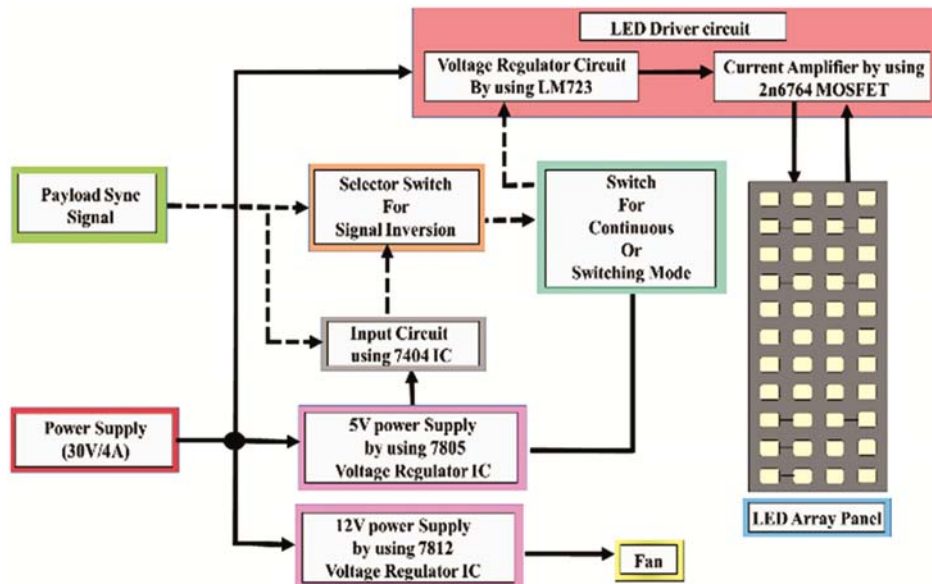 LED Driver circuit
Voltage Regulator Circuit
By using LM723
Current Amplifier by using
2n6764 MOSFET
Payload Sync
Signal
Selector Switch
For
Signal Inversion
Switch
For
Continuous
Or
Switching Mode
Input Circuit
using 7404 IC
Power Supply
(30V/4A)
5V power Supply
by using 7805
Voltage Regulator IC
LED Array Panel
12V power Supply
by using 7812
Voltage Regulator IC
Fan